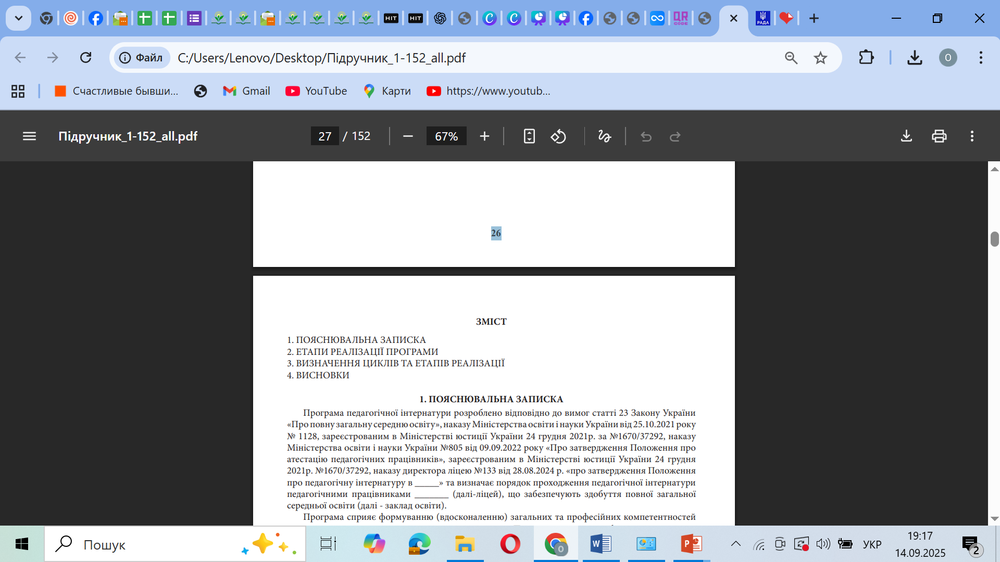 HIT
HIT
QR
CODE
РАДА
Файл
C:/Users/Lenovo/Desktop/Підручник_1-152_all.pdf
O
Счастливые бывши...
Gmail
YouTube
Карти
https://www.youtub...
Підручник_1-152_all.pdf
27 / 152
67%
26
ЗМІСТ
1. ПОЯСНЮВАЛЬНА ЗАПИСКА
2. ЕТАПИ РЕАЛІЗАЦІЇ ПРОГРАМИ
3. ВИЗНАЧЕННЯ ЦИКЛІВ ТА ЕТАПІВ РЕАЛІЗАЦІЇ
4. ВИСНОВКИ
1. ПОЯСНЮВАЛЬНА ЗАПИСКА
Програма педагогічної інтернатури розроблено відповідно до вимог статті 23 Закону України
«Про повну загальну середню освіту», наказу Міністерства освіти і науки України від 25.10.2021 року
№ 1128, зареєстрованим в Міністерстві юстиції України 24 грудня 2021р. за №1670/37292, наказу
Міністерства освіти і науки України №805 від 09.09.2022 року «Про затвердження Положення про
атестацію педагогічних працівників», зареєстрованим в Міністерстві юстиції України 24 грудня
2021р. №1670/37292, наказу директора ліцею №133 від 28.08.2024 р. «про затвердження Положення
про педагогічну інтернатуру в _____» та визначає порядок проходження педагогічної інтернатури
педагогічними працівниками _______ (далі-ліцей), що забезпечують здобуття повної загальної
середньої освіти (далі - заклад освіти).
Програма сприяє формуванню (вдосконаленню) загальних та професійних компетентностей
Пошук
УКР
19:17
14.09.2025
2